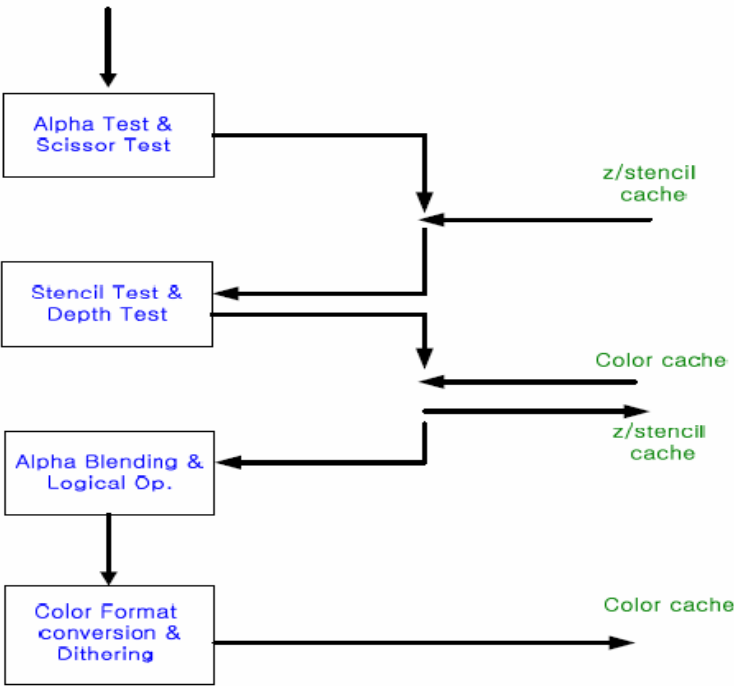 Alpha Test &
Scissor Test
z/stencil
cache
Stencil Test &
Depth Test
Color cache
z/stencil
cache
Alpha Blending &
Logical Op.
Color Format
conversion &
Dithering
Color cache